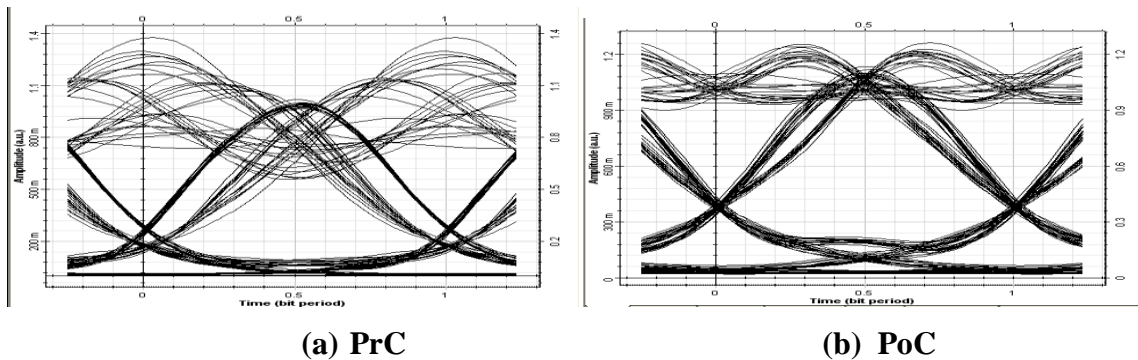 0 0.5 1
1.4
1.1
800 m
500 m
200 m
Amplitude (a.u.)
1.4
1.1
0.8
0.5
0.2
0 0.5 1
Time (bit period)
(a) PrC
0 0.5 1
1.2
900 m
600 m
300 m
0
Amplitude (a.u.)
1.2
0.9
0.6
0.3
0
0 0.5 1
Time (bit period)
(b) PoC